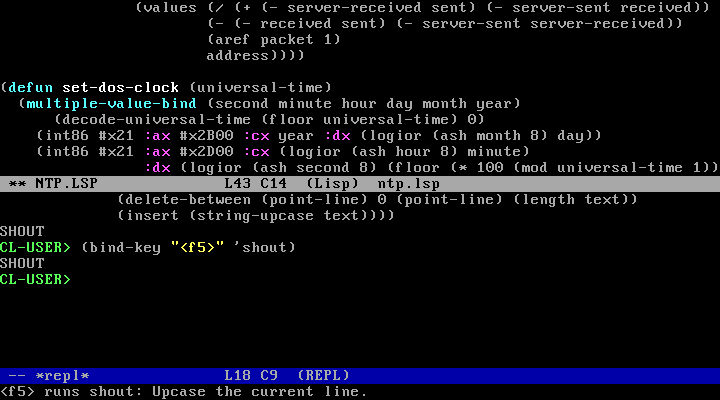 (values (/ (+ (- server-received sent) (- server-sent received))
(- (- received sent) (- server-sent server-received))
(aref packet 1)
address))))
(defun set-dos-clock (universal-time)
(multiple-value-bind (second minute hour day month year)
(decode-universal-time (floor universal-time) 0)
(int86 #x21 :ax #x2B00 :cx year :dx (logior (ash month 8) day))
(int86 #x21 :ax #x2D00 :cx (logior (ash hour 8) minute)
:dx (logior (ash second 8) (floor (* 100 (mod universal-time 1))
** NTP.LSP L43 C14 (Lisp) ntp.lsp
(delete-between (point-line) 0 (point-line) (length text))
(insert (string-upcase text))))
SHOUT
CL-USER> (bind-key "<f5>" 'shout)
SHOUT
CL-USER>
-- *repl* L18 C9 (REPL)
<f5> runs shout: Upcase the current line.